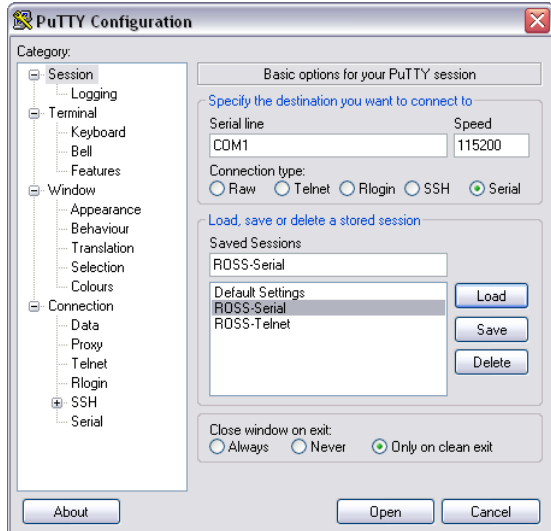 PuTTY Configuration
Category:
Session
Logging
Terminal
Keyboard
Bell
Features
Window
Appearance
Behaviour
Translation
Selection
Colours
Connection
Data
Proxy
Telnet
Rlogin
SSH
Serial
Basic options for your PuTTY session
Specify the destination you want to connect to
Serial line Speed
COM1 115200
Connection type:
Raw Telnet Rlogin SSH Serial
Load, save or delete a stored session
Saved Sessions
ROSS-Serial
Default Settings
ROSS-Serial
ROSS-Telnet
Load
Save
Delete
Close window on exit:
Always Never Only on clean exit
About Open Cancel